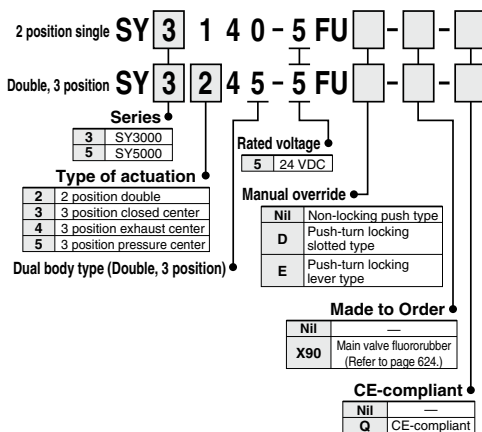 2 position single SY 3 1 4 0 - 5 FU - -
Double, 3 position SY 3 2 4 5 - 5 FU - -
Series
3 SY3000
5 SY5000
Type of actuation
2 2 position double
3 3 position closed center
4 3 position exhaust center
5 3 position pressure center
Dual body type (Double, 3 position)
Rated voltage
5 24 VDC
Manual override
Nil Non-locking push type
D Push-turn locking
slotted type
E Push-turn locking
lever type
Made to Order
Nil —
X90 Main valve fluororubber
(Refer to page 624.)
CE-compliant
Nil —
Q CE-compliant